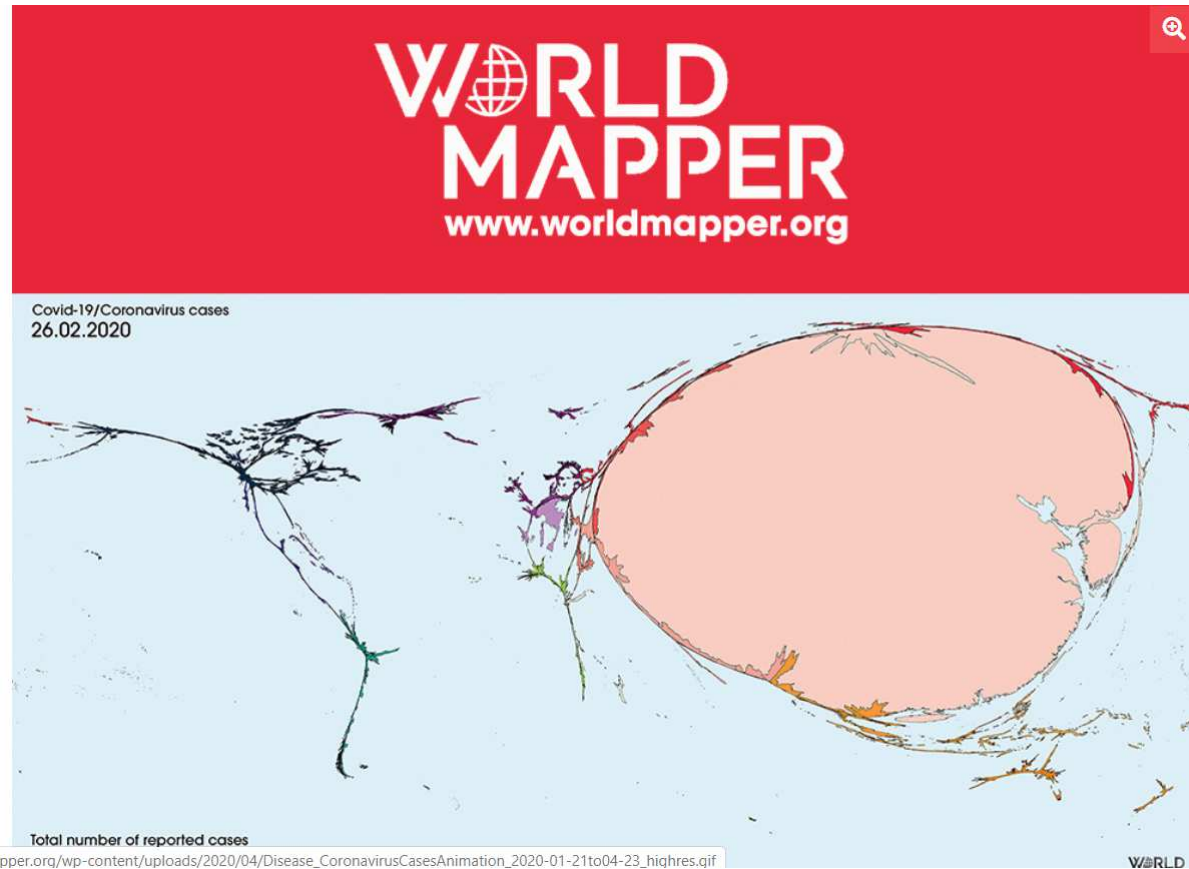 WORLD
MAPPER
www.worldmapper.org
Covid-19/Coronavirus cases
26.02.2020
Total number of reported cases
pper.org/wp-content/uploads/2020/04/Disease_CoronavirusCasesAnimation_2020-01-21to04-23_highres.gif
WORLD